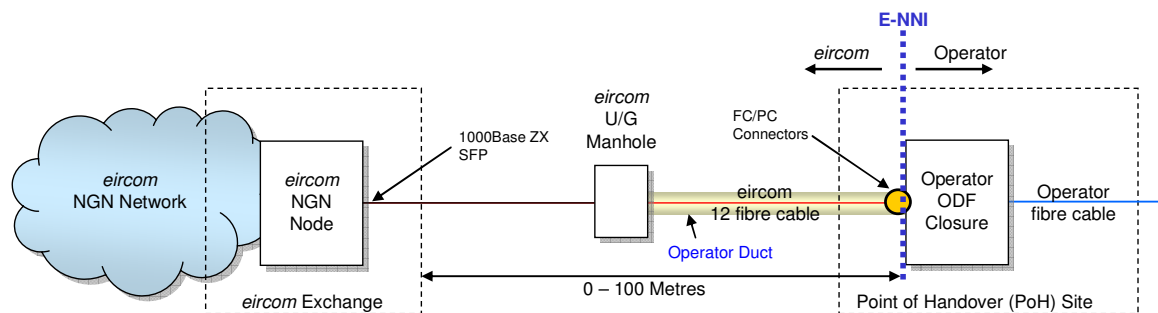 E-NNI
eircom
Operator
eircom
U/G
Manhole
FC/PC
Connectors
1000Base ZX
SFP
eircom
NGN Network
eircom
NGN
Node
eircom
12 fibre cable
Operator
ODF
Closure
Operator
fibre cable
Operator Duct
0 – 100 Metres
eircom Exchange
Point of Handover (PoH) Site